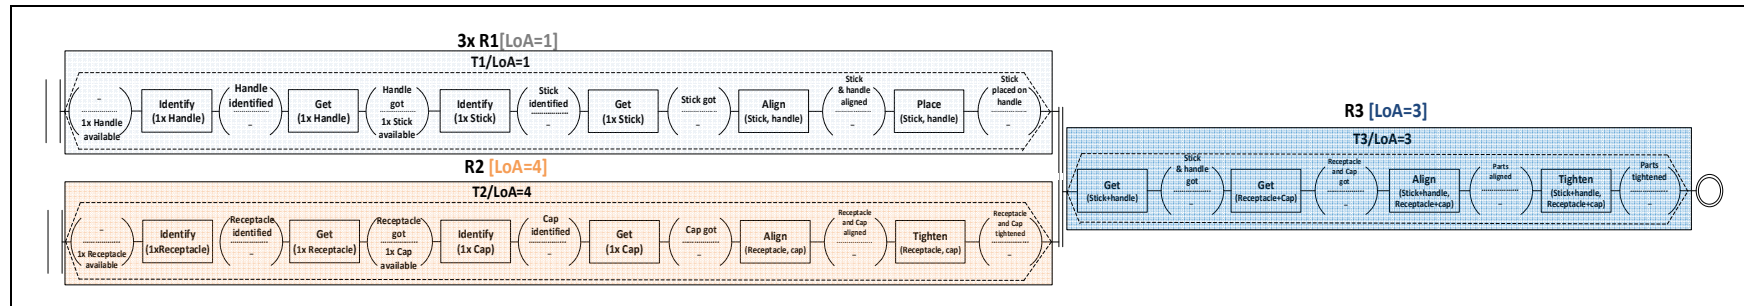 3x R1[LoA=1]
T1/LoA=1
–
1x Handle
available
Identify
(1x Handle)
Handle
identified
–
Get
(1x Handle)
Handle
got
1x Stick
available
Identify
(1x Stick)
Stick
identified
–
Get
(1x Stick)
Stick got
–
Align
(Stick, handle)
Stick
& handle
aligned
–
Place
(Stick, handle)
Stick
placed on
handle
–
R2 [LoA=4]
T2/LoA=4
–
1x Receptacle
available
Identify
(1xReceptacle)
Receptacle
identified
–
Get
(1x Receptacle)
Receptacle
got
1x Cap
available
Identify
(1x Cap)
Cap
identified
–
Get
(1x Cap)
Cap got
–
Align
(Receptacle, cap)
Receptacle
and Cap
aligned
–
Tighten
(Receptacle, cap)
Receptacle
and Cap
tightened
–
R3 [LoA=3]
T3/LoA=3
Get
(Stick+handle)
Stick
& handle
got
–
Get
(Receptacle+Cap)
Receptacle
and Cap
got
–
Align
(Stick+handle,
Receptacle+cap)
Parts
aligned
–
Tighten
(Stick+handle,
Receptacle+cap)
Parts
tightened
–